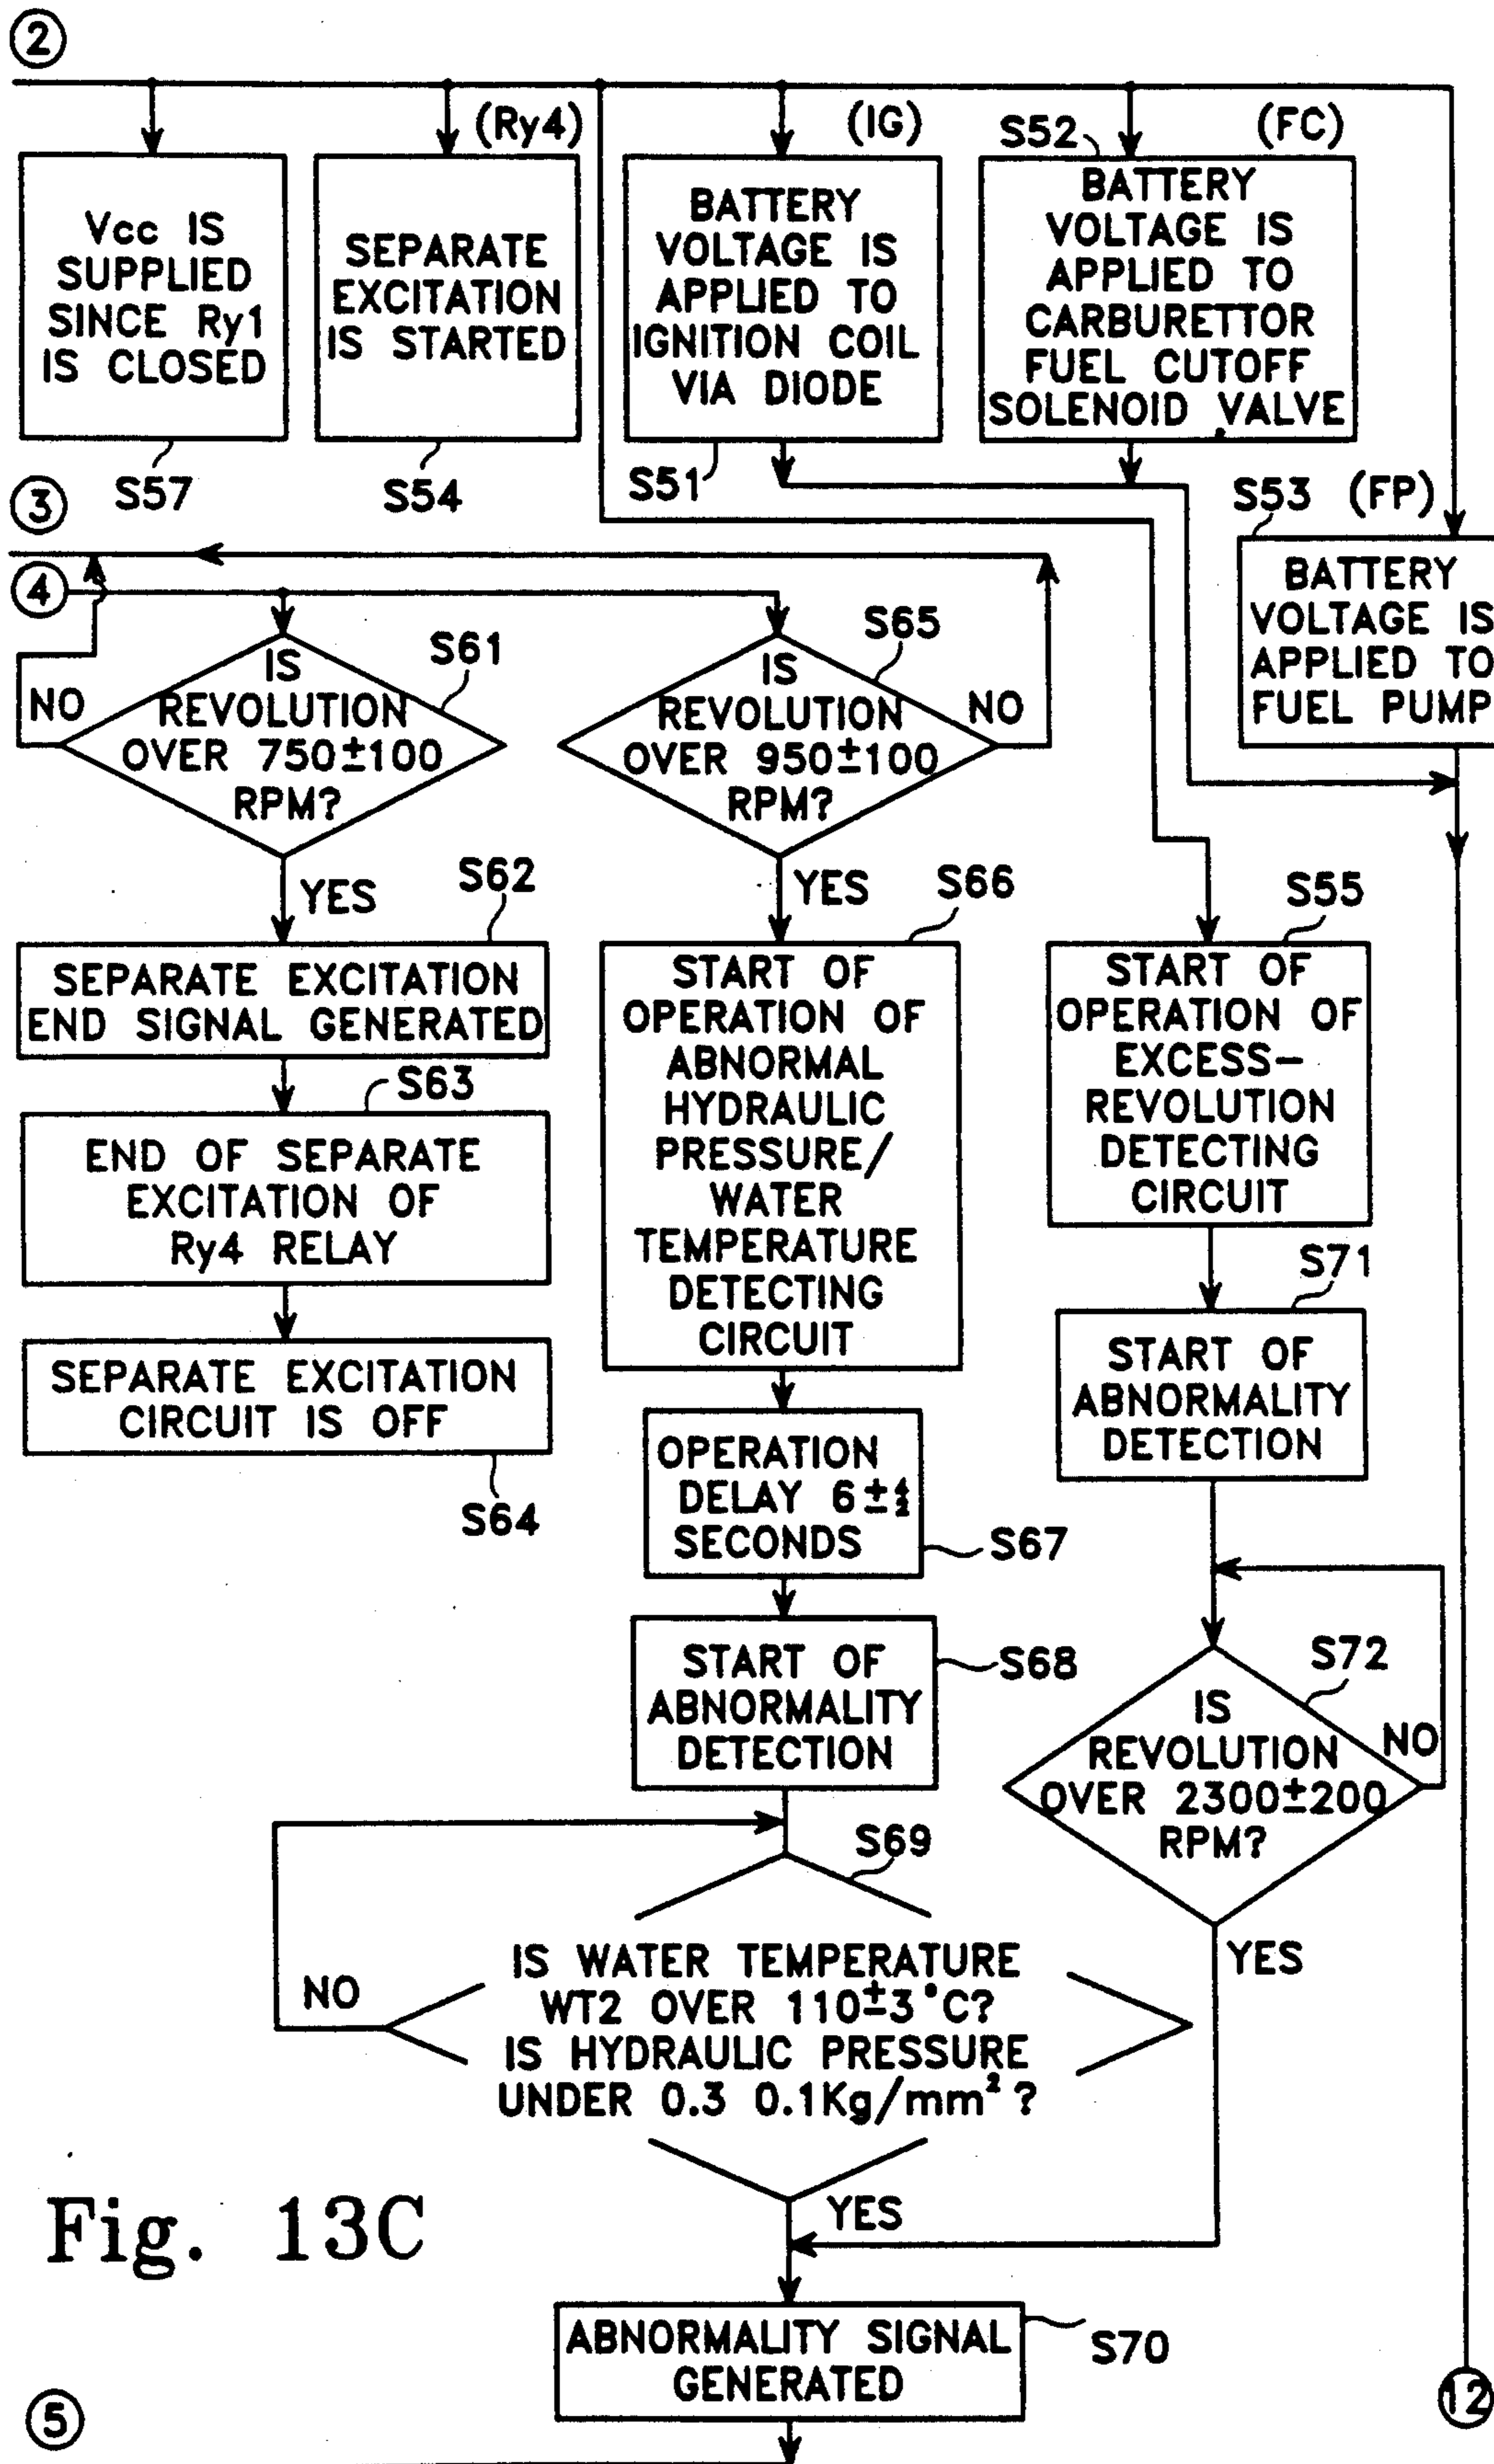 2
(Ry4)
(IG)
S52
(FC)
Vcc IS
SUPPLIED
SINCE Ry1
IS CLOSED
SEPARATE
EXCITATION
IS STARTED
BATTERY
VOLTAGE IS
APPLIED TO
IGNITION COIL
VIA DIODE
BATTERY
VOLTAGE IS
APPLIED TO
CARBURETTOR
FUEL CUTOFF
SOLENOID VALVE
S57
S54
S51
S53
(FP)
3
4
BATTERY
VOLTAGE IS
APPLIED TO
FUEL PUMP
S61
IS
REVOLUTION
OVER 750±100
RPM?
NO
S65
IS
REVOLUTION
OVER 950±100
RPM?
NO
YES
S62
YES
S66
S55
SEPARATE EXCITATION
END SIGNAL GENERATED
S63
END OF SEPARATE
EXCITATION OF
Ry4 RELAY
SEPARATE EXCITATION
CIRCUIT IS OFF
S64
START OF
OPERATION OF
ABNORMAL
HYDRAULIC
PRESSURE/
WATER
TEMPERATURE
DETECTING
CIRCUIT
START OF
OPERATION OF
EXCESS-
REVOLUTION
DETECTING
CIRCUIT
S71
START OF
ABNORMALITY
DETECTION
OPERATION
DELAY 6±
SECONDS
S67
START OF
ABNORMALITY
DETECTION
S68
S72
IS
REVOLUTION
OVER 2300±200
RPM?
NO
YES
S69
IS WATER TEMPERATURE
WT2 OVER 110±3°C?
IS HYDRAULIC PRESSURE
UNDER 0.3 0.1Kg/mm²?
NO
YES
Fig. 13C
ABNORMALITY SIGNAL
GENERATED
S70
5
12